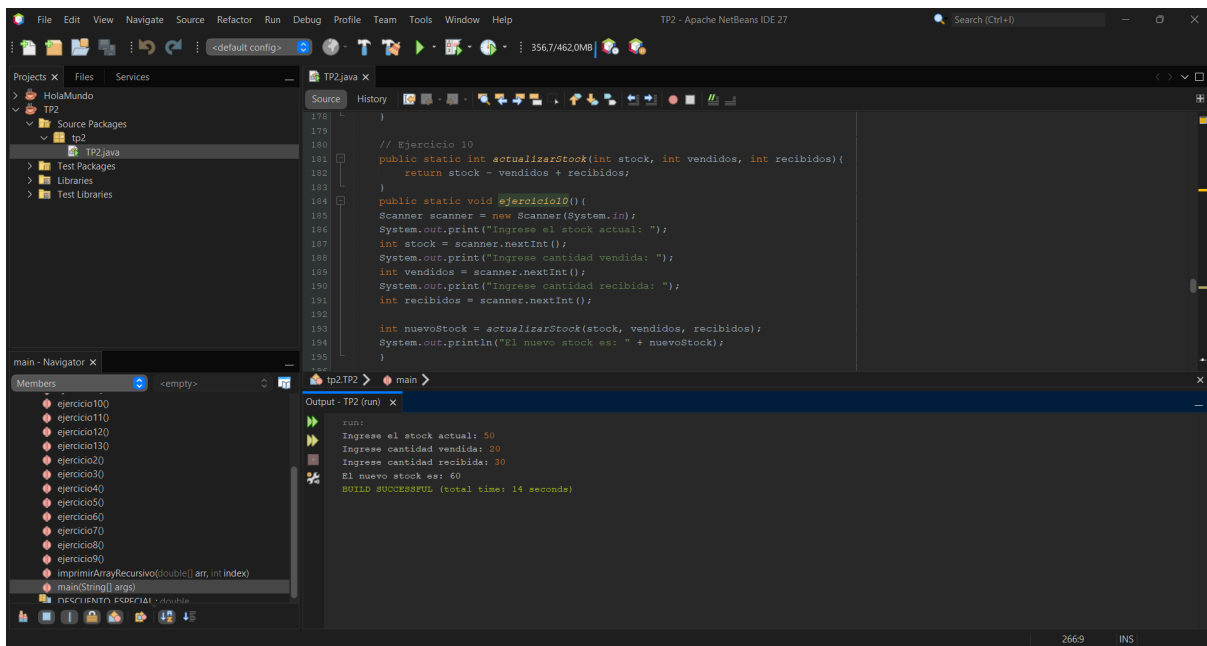 File Edit View Navigate Source Refactor Run Debug Profile Team Tools Window Help TP2 - Apache NetBeans IDE 27 Search (Ctrl+I)
<default config> 356,7/462,0MB
Projects Files Services
HolaMundo
TP2
Source Packages
tp2
TP2.java
Test Packages
Libraries
Test Libraries
TP2.java
Source History
178 }
179
180 // Ejercicio 10
181 public static int actualizarStock(int stock, int vendidos, int recibidos){
182 return stock - vendidos + recibidos;
183 }
184 public static void ejercicio10(){
185 Scanner scanner = new Scanner(System.in);
186 System.out.print("Ingrese el stock actual: ");
187 int stock = scanner.nextInt();
188 System.out.print("Ingrese cantidad vendida: ");
189 int vendidos = scanner.nextInt();
190 System.out.print("Ingrese cantidad recibida: ");
191 int recibidos = scanner.nextInt();
192
193 int nuevoStock = actualizarStock(stock, vendidos, recibidos);
194 System.out.println("El nuevo stock es: " + nuevoStock);
195 }
tp2.TP2 main
main - Navigator
Members <empty>
ejercicio10()
ejercicio11()
ejercicio12()
ejercicio13()
ejercicio2()
ejercicio3()
ejercicio4()
ejercicio5()
ejercicio6()
ejercicio7()
ejercicio8()
ejercicio9()
imprimirArrayRecursivo(double[] arr, int index)
main(String[] args)
DESCUENTO_ESPECIAL : double
Output - TP2 (run)
run:
Ingrese el stock actual: 50
Ingrese cantidad vendida: 20
Ingrese cantidad recibida: 30
El nuevo stock es: 60
BUILD SUCCESSFUL (total time: 14 seconds)
266:9 INS